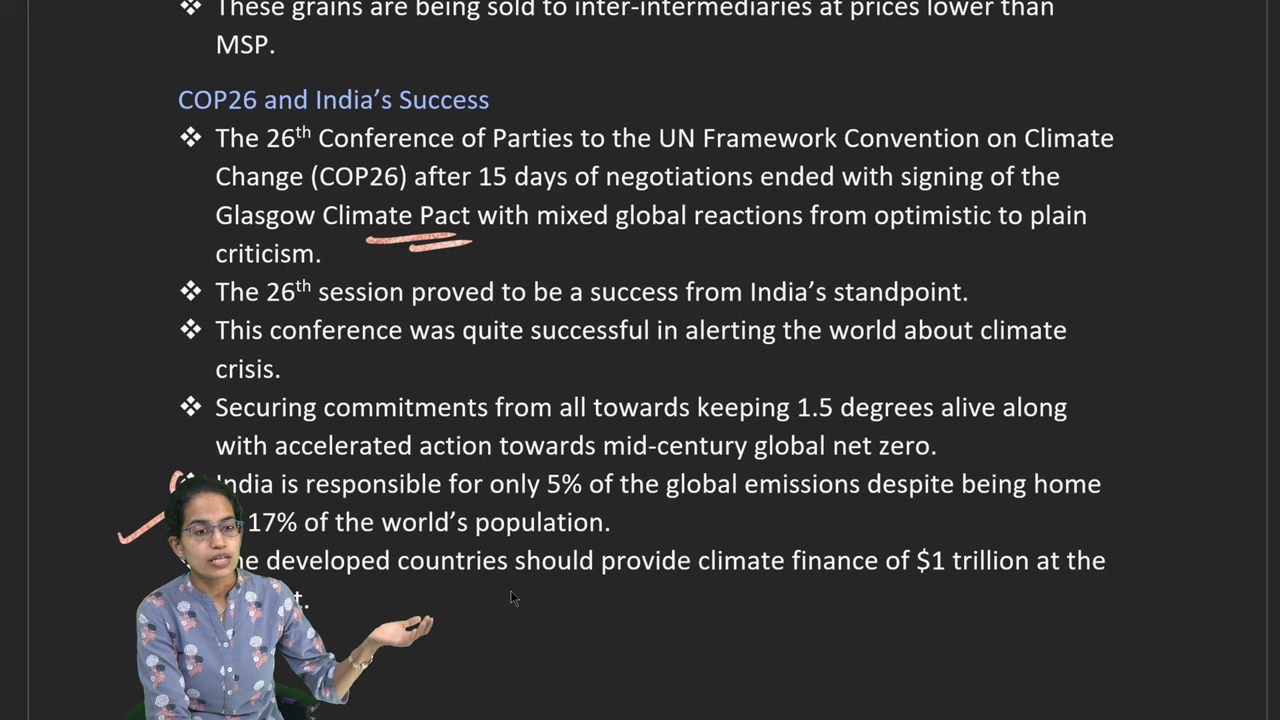 ❖ These grains are being sold to inter-intermediaries at prices lower than
MSP.
COP26 and India's Success
❖ The 26th Conference of Parties to the UN Framework Convention on Climate
Change (COP26) after 15 days of negotiations ended with signing of the
Glasgow Climate Pact with mixed global reactions from optimistic to plain
criticism.
❖ The 26th session proved to be a success from India's standpoint.
❖ This conference was quite successful in alerting the world about climate
crisis.
❖ Securing commitments from all towards keeping 1.5 degrees alive along
with accelerated action towards mid-century global net zero.
India is responsible for only 5% of the global emissions despite being home
17% of the world's population.
developed countries should provide climate finance of $1 trillion at the